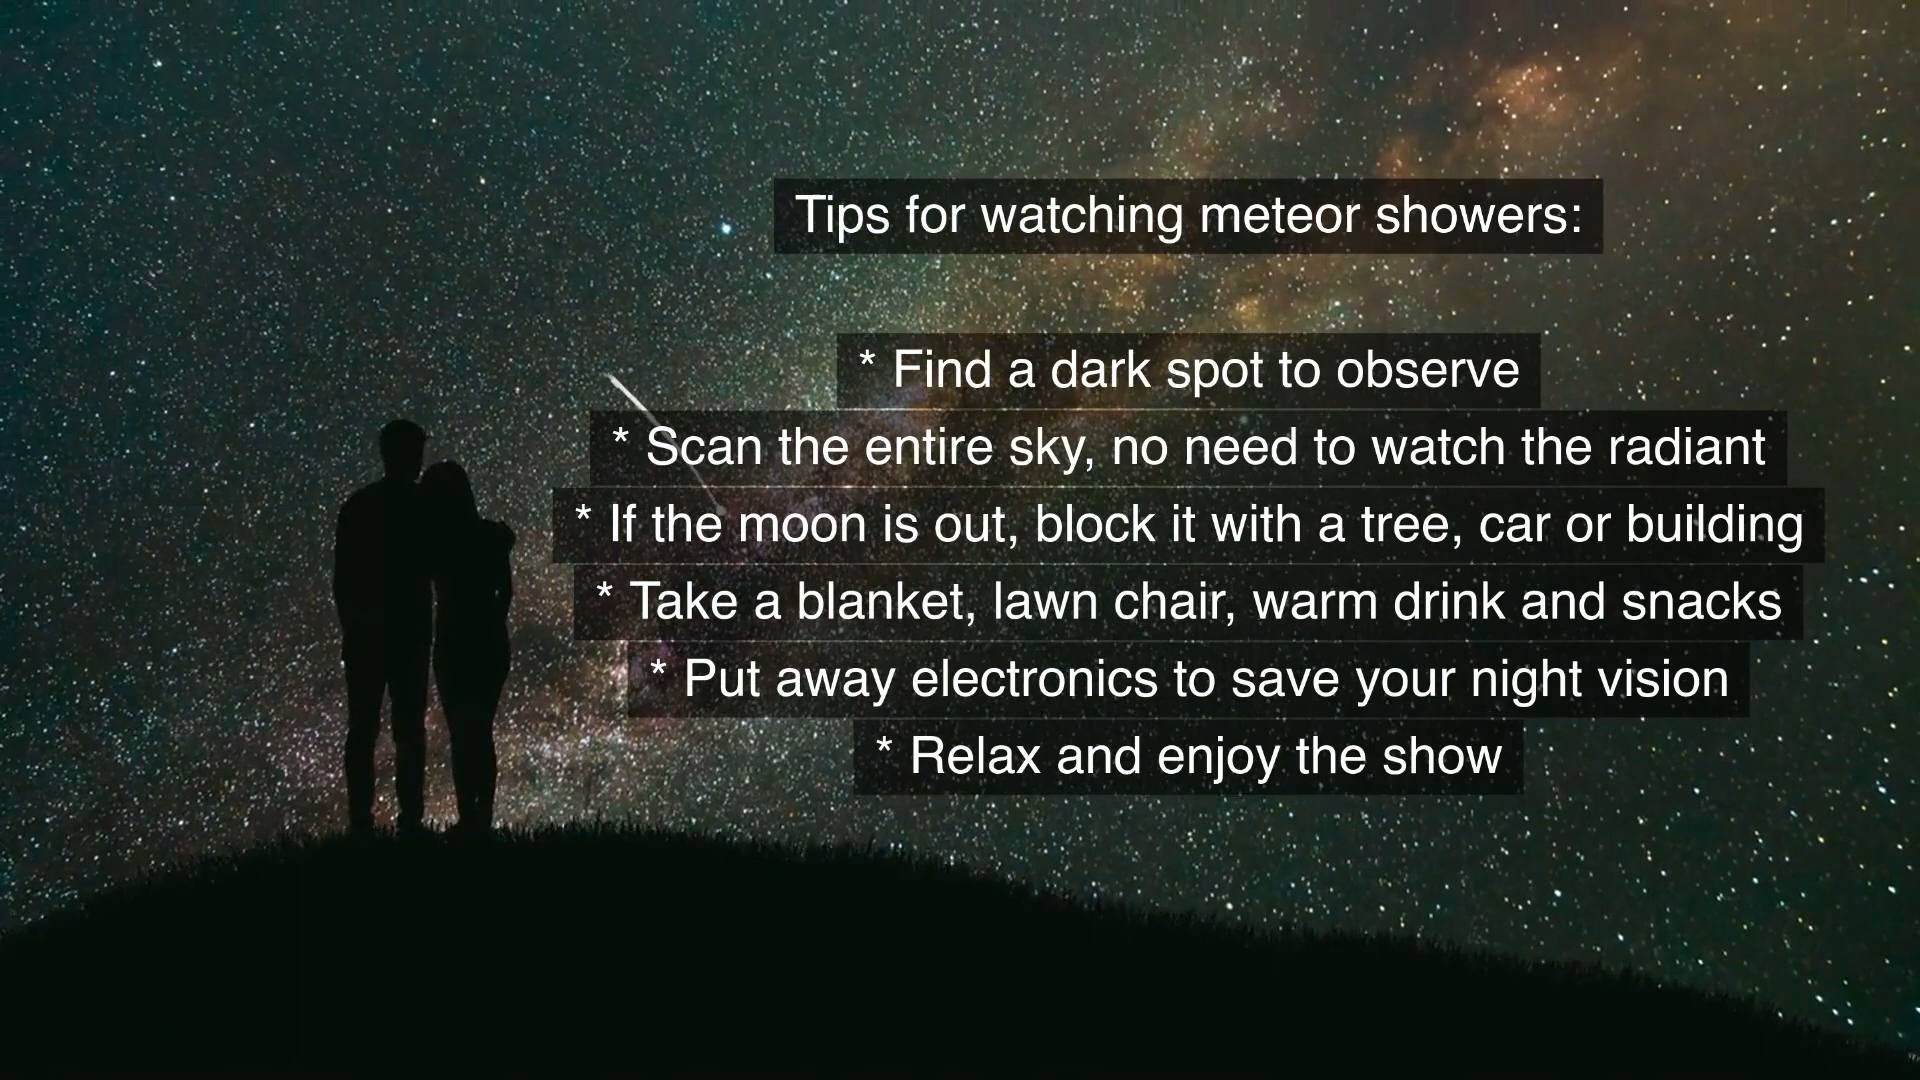 Tips for watching meteor showers:
* Find a dark spot to observe
* Scan the entire sky, no need to watch the radiant
* If the moon is out, block it with a tree, car or building
* Take a blanket, lawn chair, warm drink and snacks
* Put away electronics to save your night vision
* Relax and enjoy the show